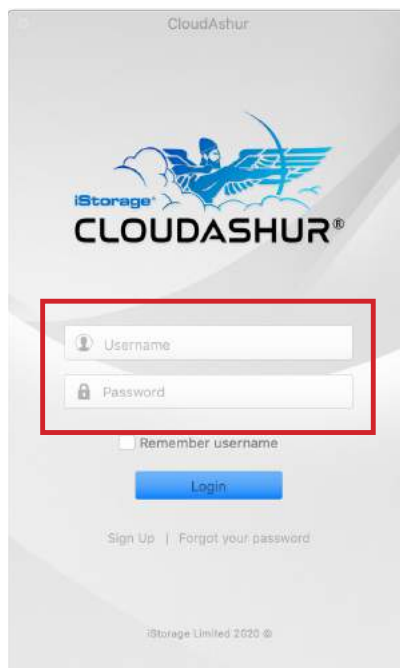 CloudAshur
iStorage®
CLOUDASHUR®
Username
Password
Remember username
Login
Sign Up | Forgot your password
iStorage Limited 2020 ©